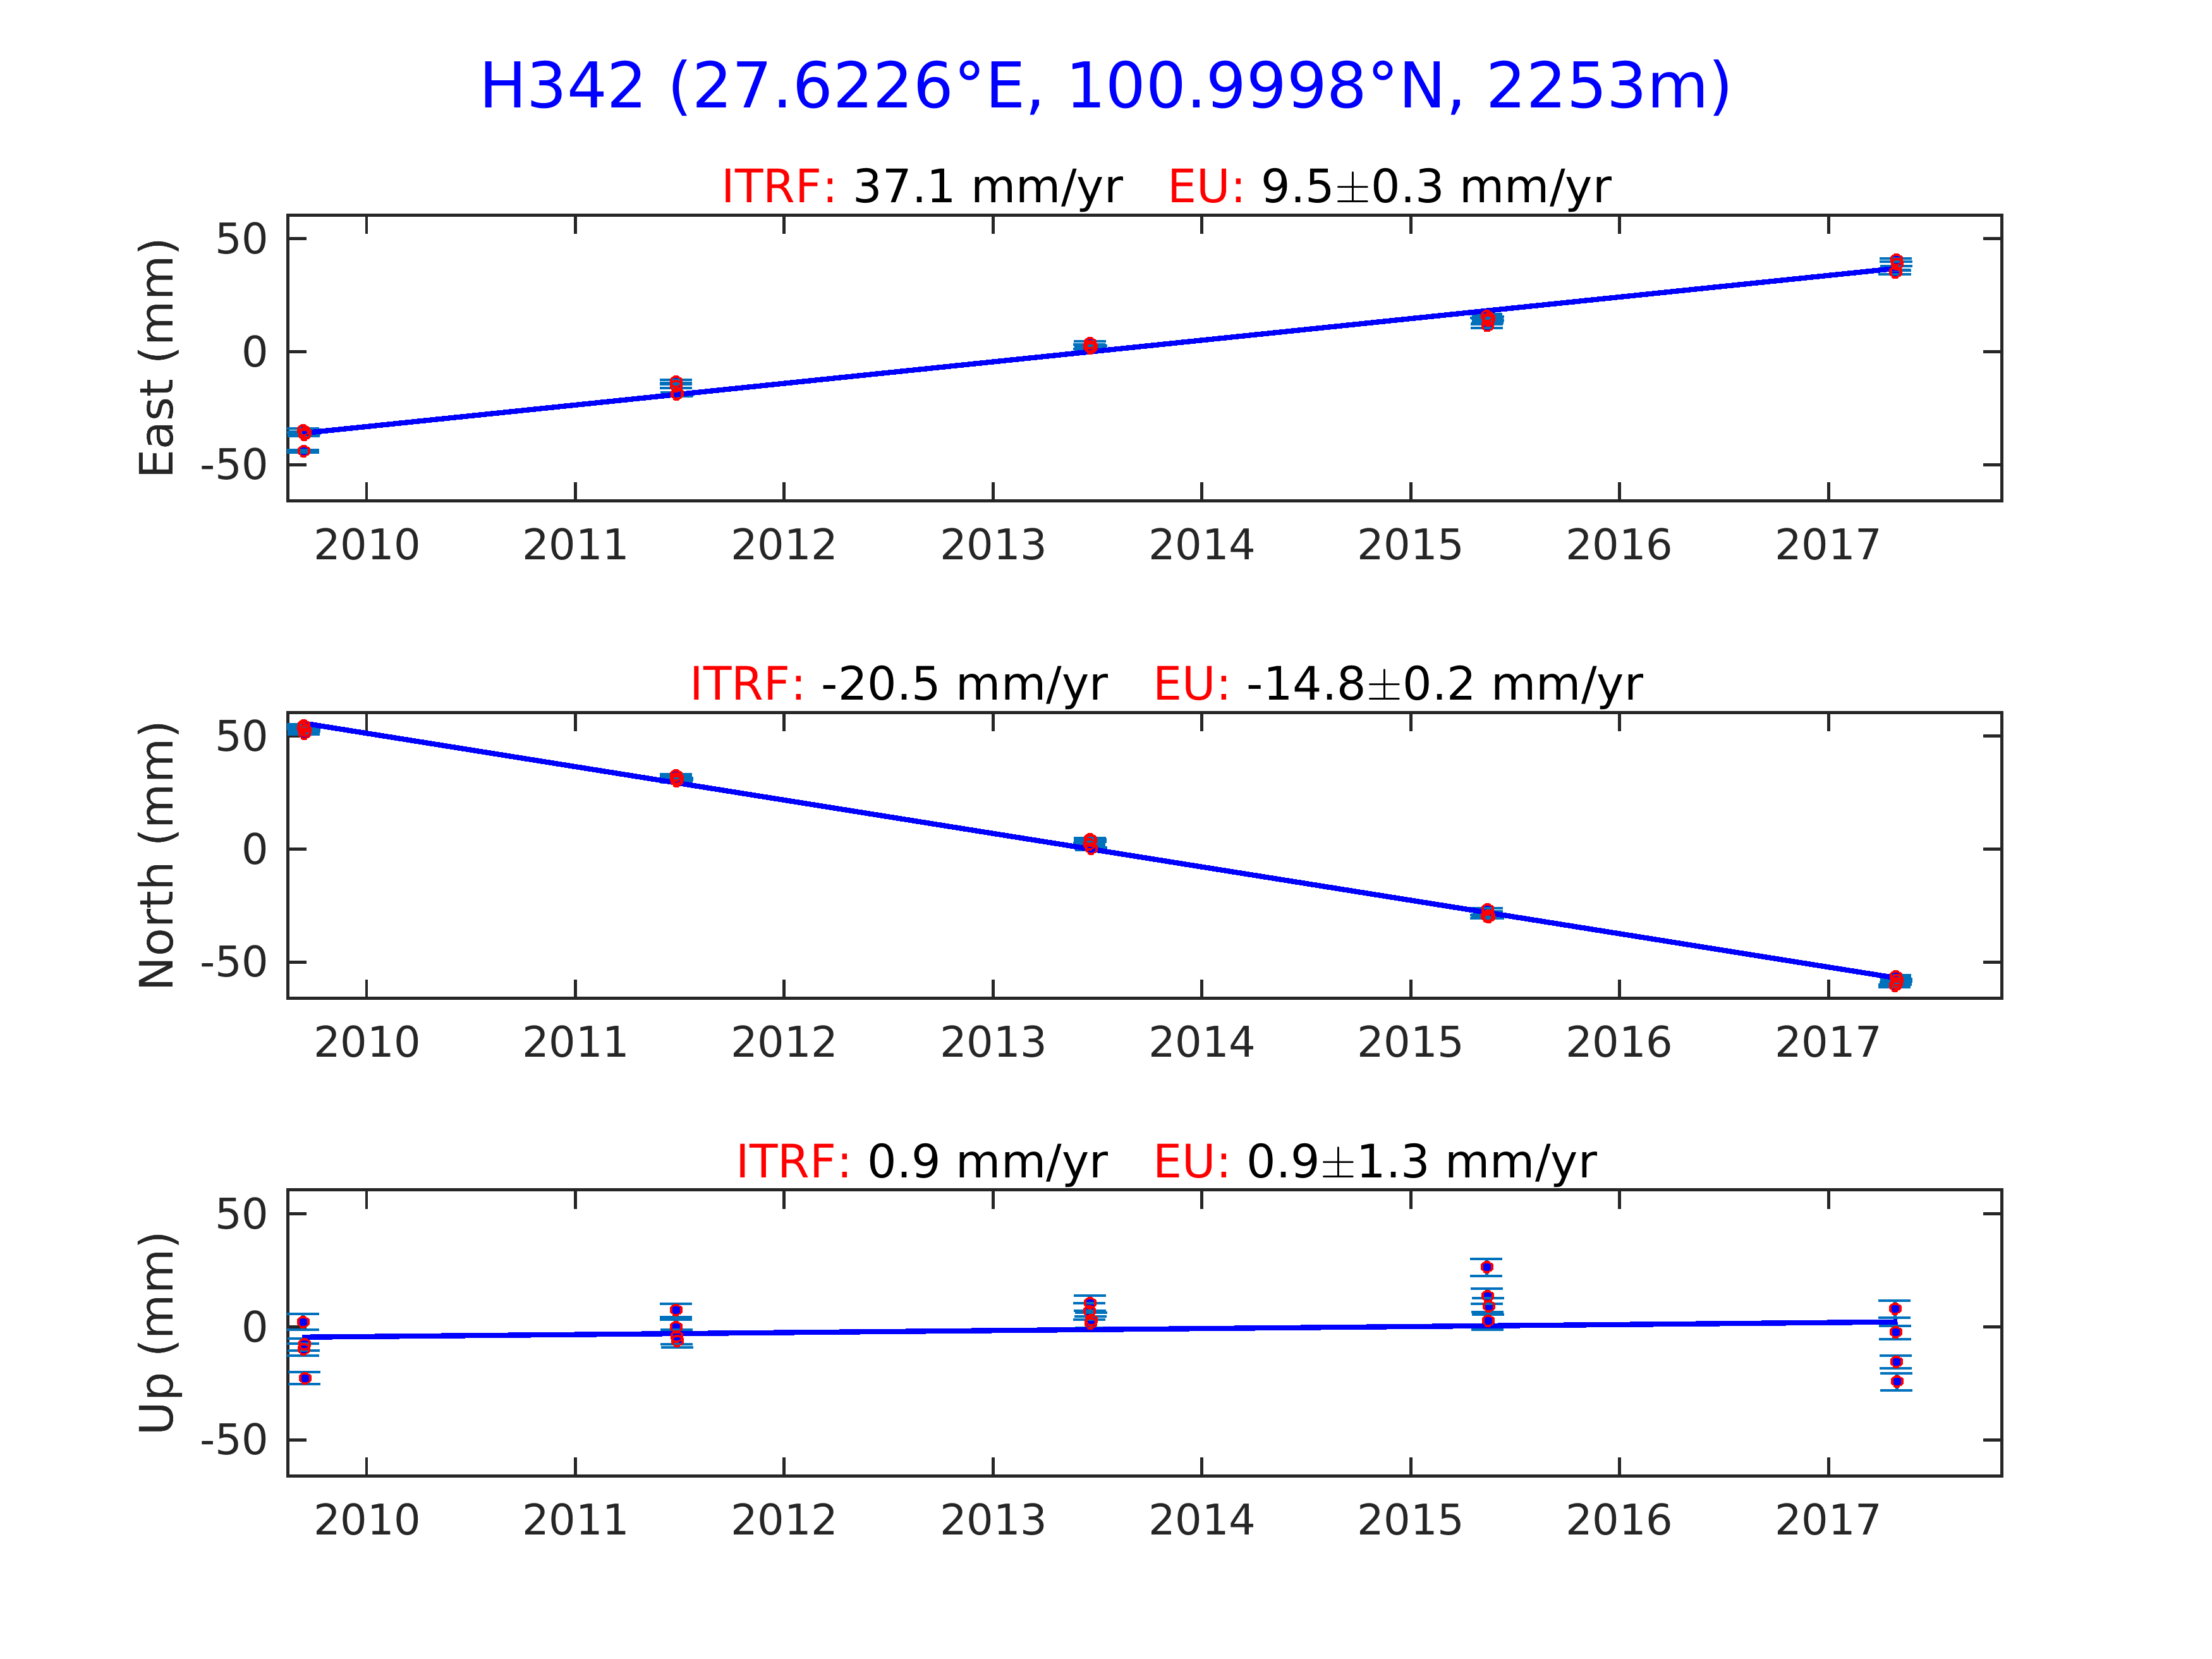 H342 (27.6226°E, 100.9998°N, 2253m)
ITRF: 37.1 mm/yr EU: 9.5±0.3 mm/yr
East (mm)
50
0
-50
2010 2011 2012 2013 2014 2015 2016 2017
ITRF: -20.5 mm/yr EU: -14.8±0.2 mm/yr
North (mm)
50
0
-50
2010 2011 2012 2013 2014 2015 2016 2017
ITRF: 0.9 mm/yr EU: 0.9±1.3 mm/yr
Up (mm)
50
0
-50
2010 2011 2012 2013 2014 2015 2016 2017